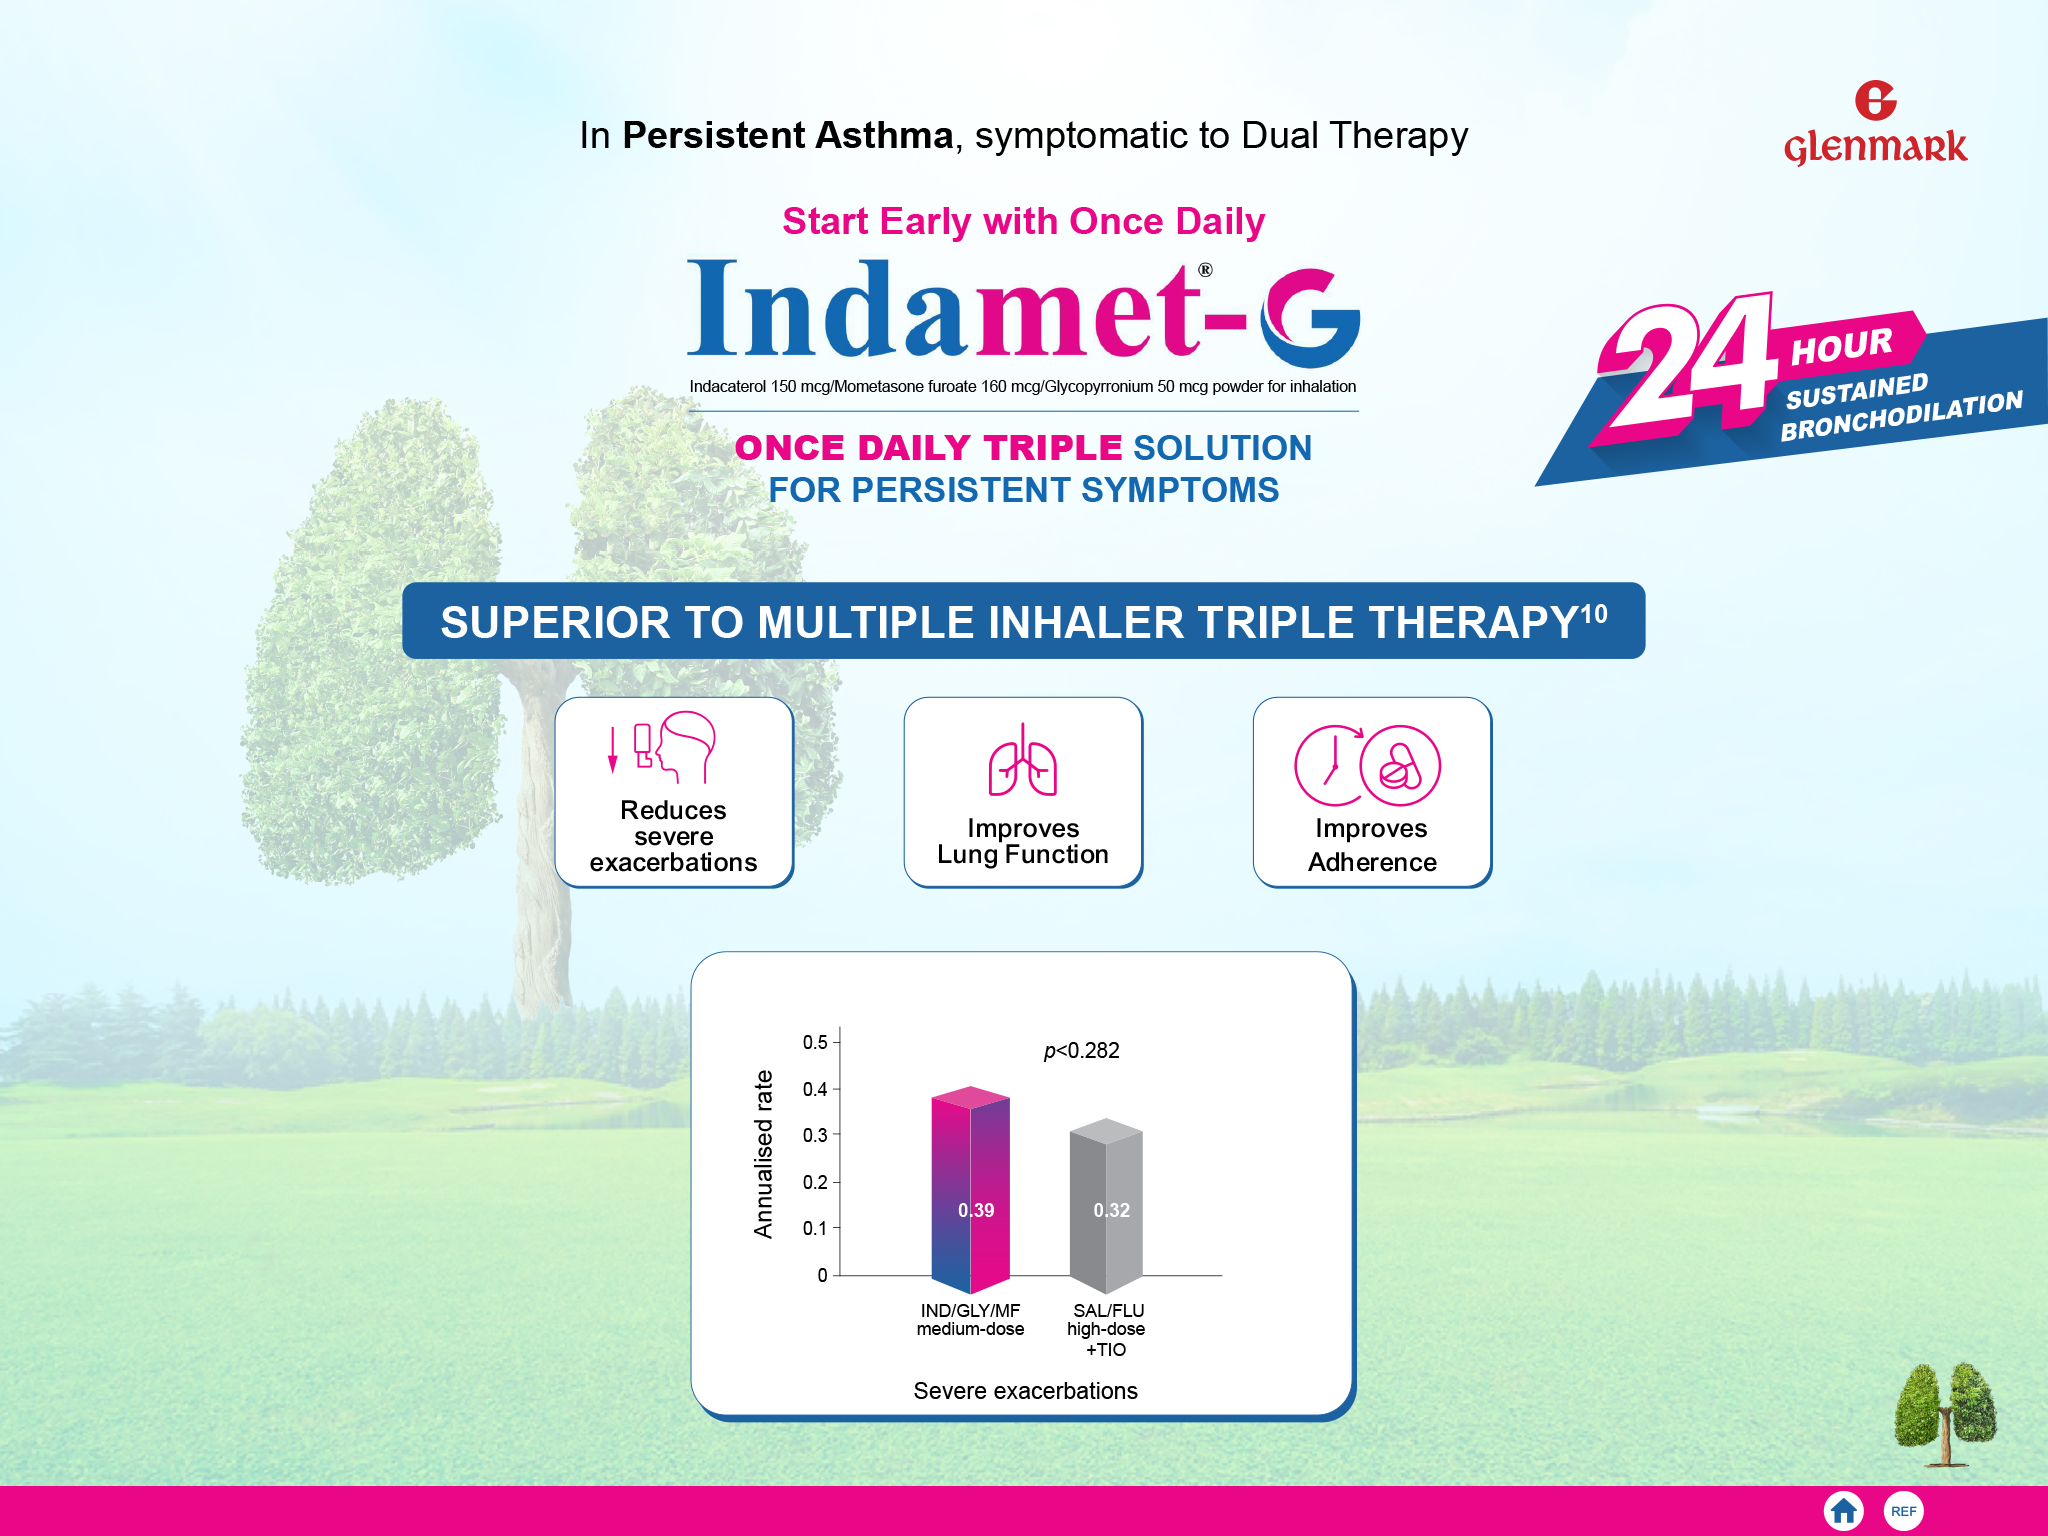 In Persistent Asthma, symptomatic to Dual Therapy
glenmark
Start Early with Once Daily
Indamet®-G
Indacaterol 150 mcg/Mometasone furoate 160 mcg/Glycopyrronium 50 mcg powder for inhalation
24 HOUR
SUSTAINED
BRONCHODILATION
ONCE DAILY TRIPLE SOLUTION
FOR PERSISTENT SYMPTOMS
SUPERIOR TO MULTIPLE INHALER TRIPLE THERAPY10
Reduces
severe
exacerbations
Improves
Lung Function
Improves
Adherence
Annualised rate
0.5
0.4
0.3
0.2
0.1
0
p<0.282
0.39
0.32
IND/GLY/MF
medium-dose
SAL/FLU
high-dose
+TIO
Severe exacerbations
REF